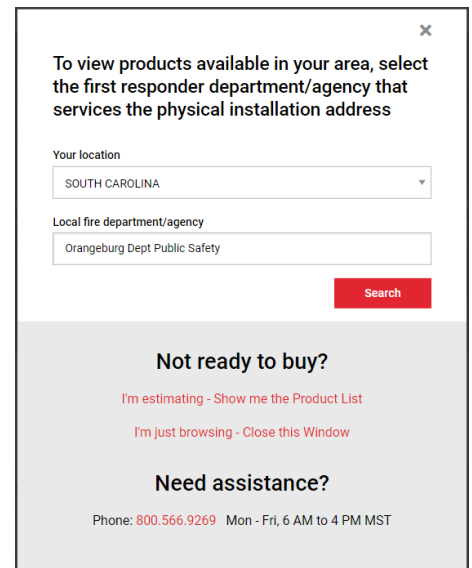 To view products available in your area, select
the first responder department/agency that
services the physical installation address
Your location
SOUTH CAROLINA
Local fire department/agency
Orangeburg Dept Public Safety
Search
Not ready to buy?
I'm estimating - Show me the Product List
I'm just browsing - Close this Window
Need assistance?
Phone: 800.566.9269 Mon - Fri, 6 AM to 4 PM MST